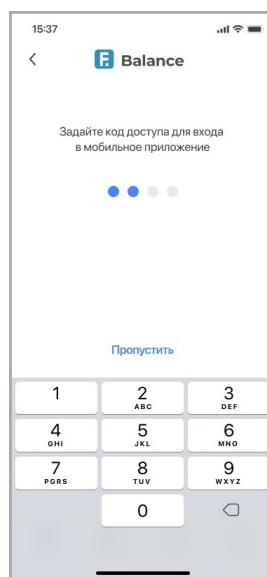 15:37
F. Balance
Задайте код доступа для входа
в мобильное приложение
Пропустить
1 2 3
ABC DEF
4 5 6
GHI JKL MNO
7 8 9
PGRS TUV WXYZ
0